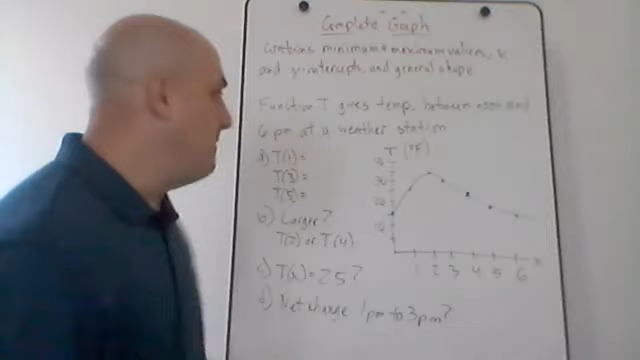 Complete Graph
Contains minimum + maximum values, x
and y-intercepts, and general shape
Function T gives temp. between noon and
6 pm at a weather station
a) T(1) =
T(3) =
T(5) =
b) Larger?
T(2) or T(4)
c) T(x) = 25?
d) Net change 1pm to 3pm?
T (°F)
40
30
20
10
1 2 3 4 5 6